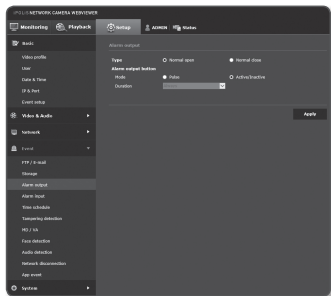 iPOLiS NETWORK CAMERA WEBVIEWER
Monitoring Playback Setup ADMIN Status
Basic
Video profile
User
Date & Time
IP & Port
Event setup
Video & Audio
Network
Event
FTP / E-mail
Storage
Alarm output
Alarm input
Time schedule
Tampering detection
MD / VA
Face detection
Audio detection
Network disconnection
App event
System
Alarm output
Type Normal open Normal close
Alarm output button
Mode Pulse Active/Inactive
Duration
Apply